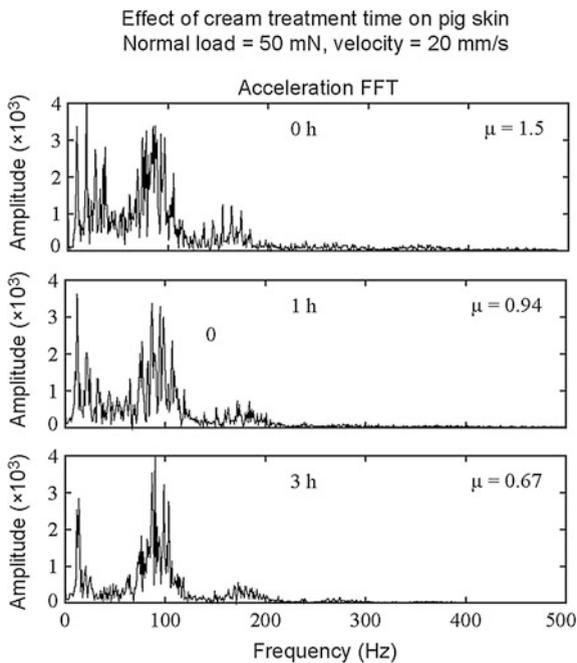 Effect of cream treatment time on pig skin
Normal load = 50 mN, velocity = 20 mm/s
Acceleration FFT
Amplitude (×10³)
4
3
2
1
0
0 h
μ = 1.5
Amplitude (×10³)
4
3
2
1
0
1 h
μ = 0.94
0
Amplitude (×10³)
4
3
2
1
0
3 h
μ = 0.67
0 100 200 300 400 500
Frequency (Hz)